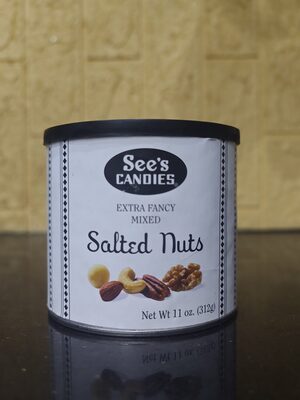 See's
CANDIES
EXTRA FANCY
MIXED
Salted Nuts
Net Wt 11 oz. (312g)